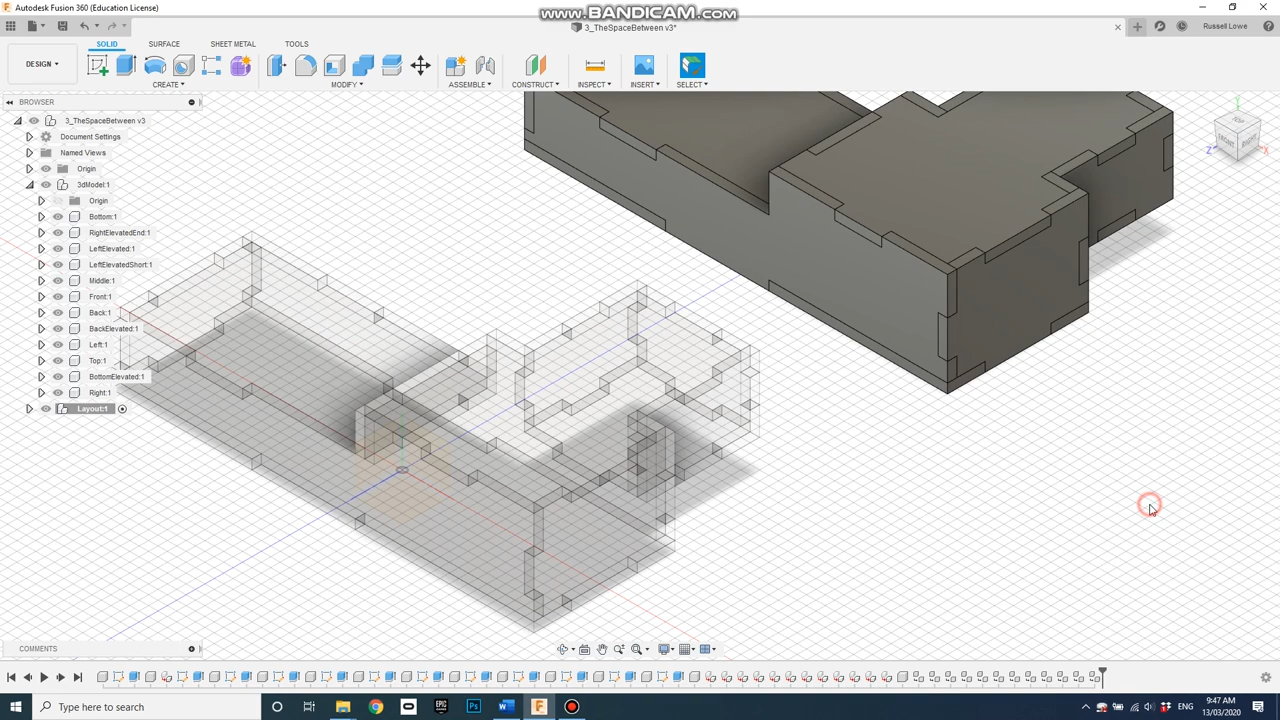 Autodesk Fusion 360 (Education License)
WWW.BANDICAM.COM
3_TheSpaceBetween v3*
Russell Lowe
DESIGN
SOLID
SURFACE
SHEET METAL
TOOLS
CREATE
MODIFY
ASSEMBLE
CONSTRUCT
INSPECT
INSERT
SELECT
BROWSER
3_TheSpaceBetween v3
Document Settings
Named Views
Origin
3dModel:1
Origin
Bottom:1
RightElevatedEnd:1
LeftElevated:1
LeftElevatedShort:1
Middle:1
Front:1
Back:1
BackElevated:1
Left:1
Top:1
BottomElevated:1
Right:1
Layout:1
TOP
FRONT
RIGHT
Y
Z
X
COMMENTS
Type here to search
9:47 AM
13/03/2020